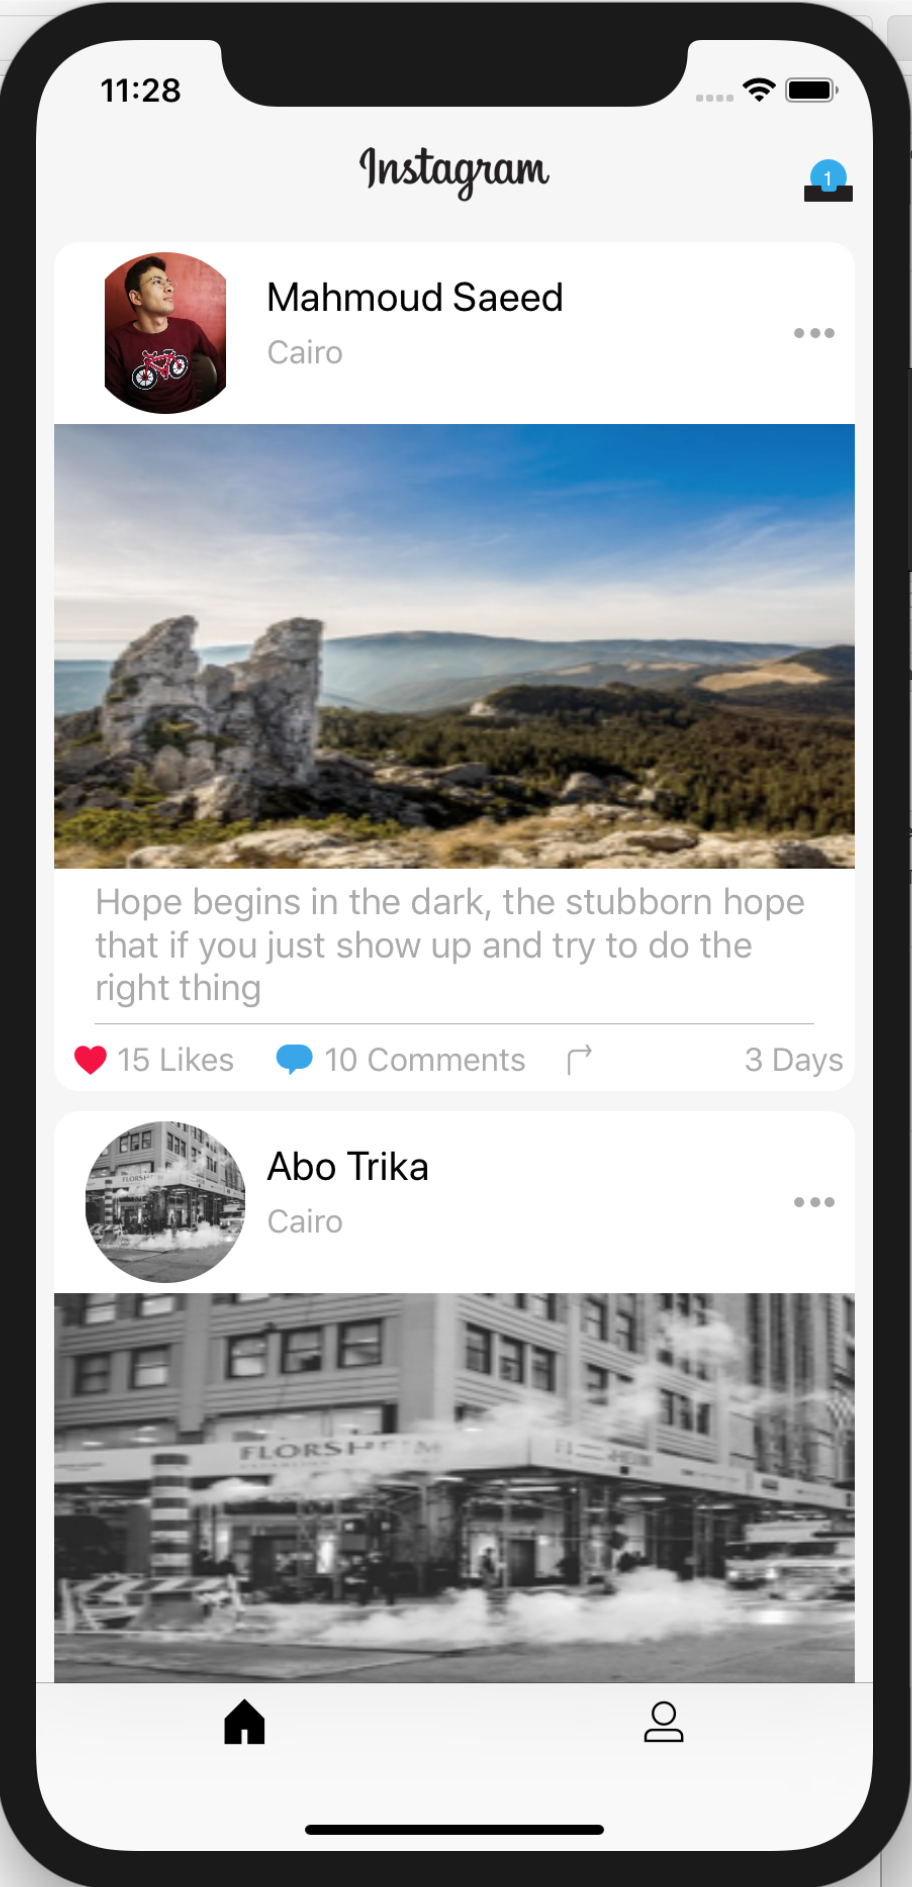 11:28
Instagram
1
Mahmoud Saeed
Cairo
Hope begins in the dark, the stubborn hope
that if you just show up and try to do the
right thing
15 Likes
10 Comments
3 Days
Abo Trika
Cairo
FLORSHEIM